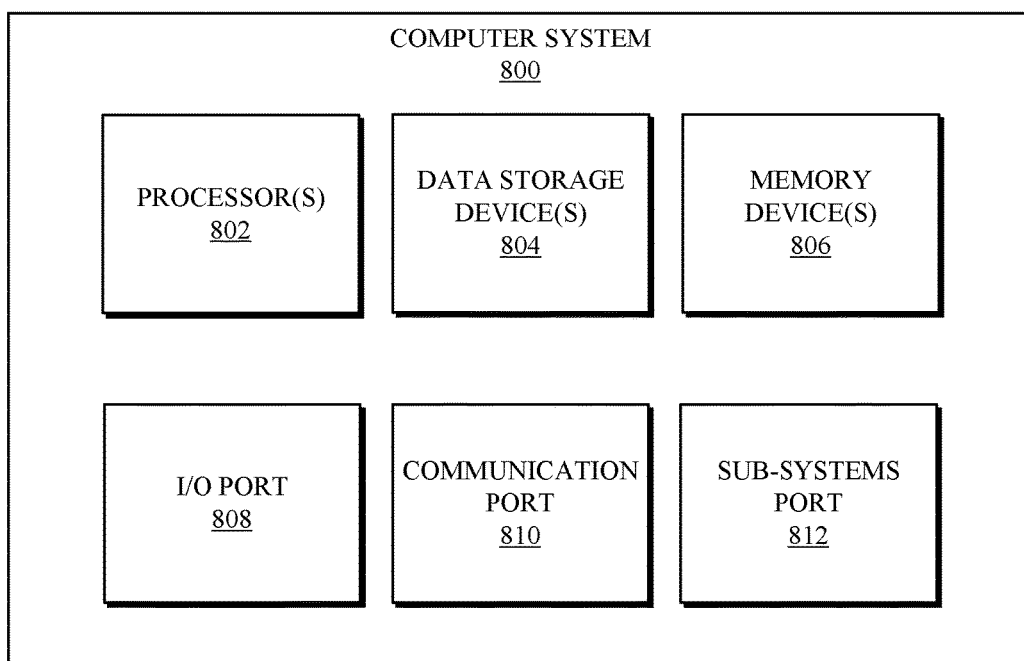 COMPUTER SYSTEM
800
PROCESSOR(S)
802
DATA STORAGE
DEVICE(S)
804
MEMORY
DEVICE(S)
806
I/O PORT
808
COMMUNICATION
PORT
810
SUB-SYSTEMS
PORT
812